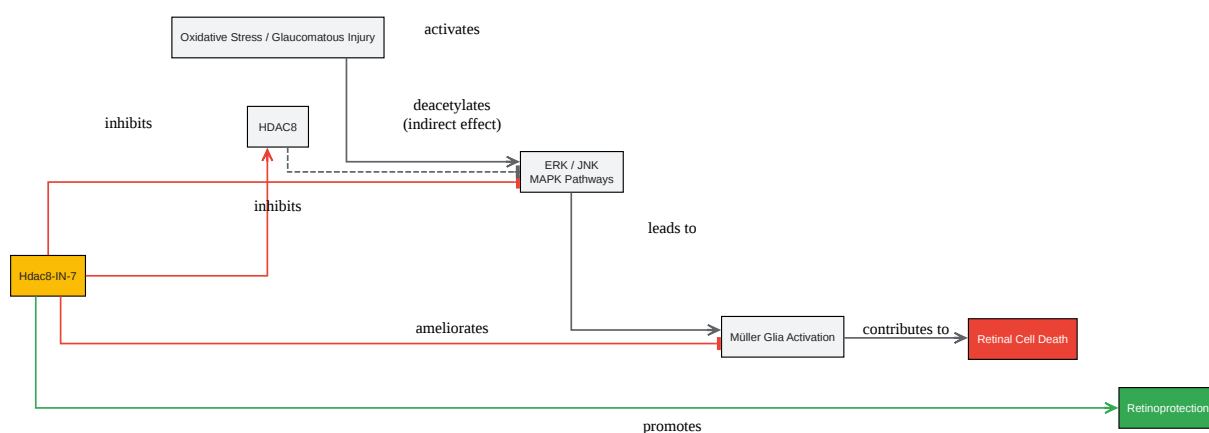 Oxidative Stress / Glaucomatous Injury
activates
deacetylates
(indirect effect)
inhibits
HDAC8
ERK / JNK
MAPK Pathways
inhibits
leads to
Hdac8-IN-7
ameliorates
Müller Glia Activation
contributes to
Retinal Cell Death
Retinoprotection
promotes